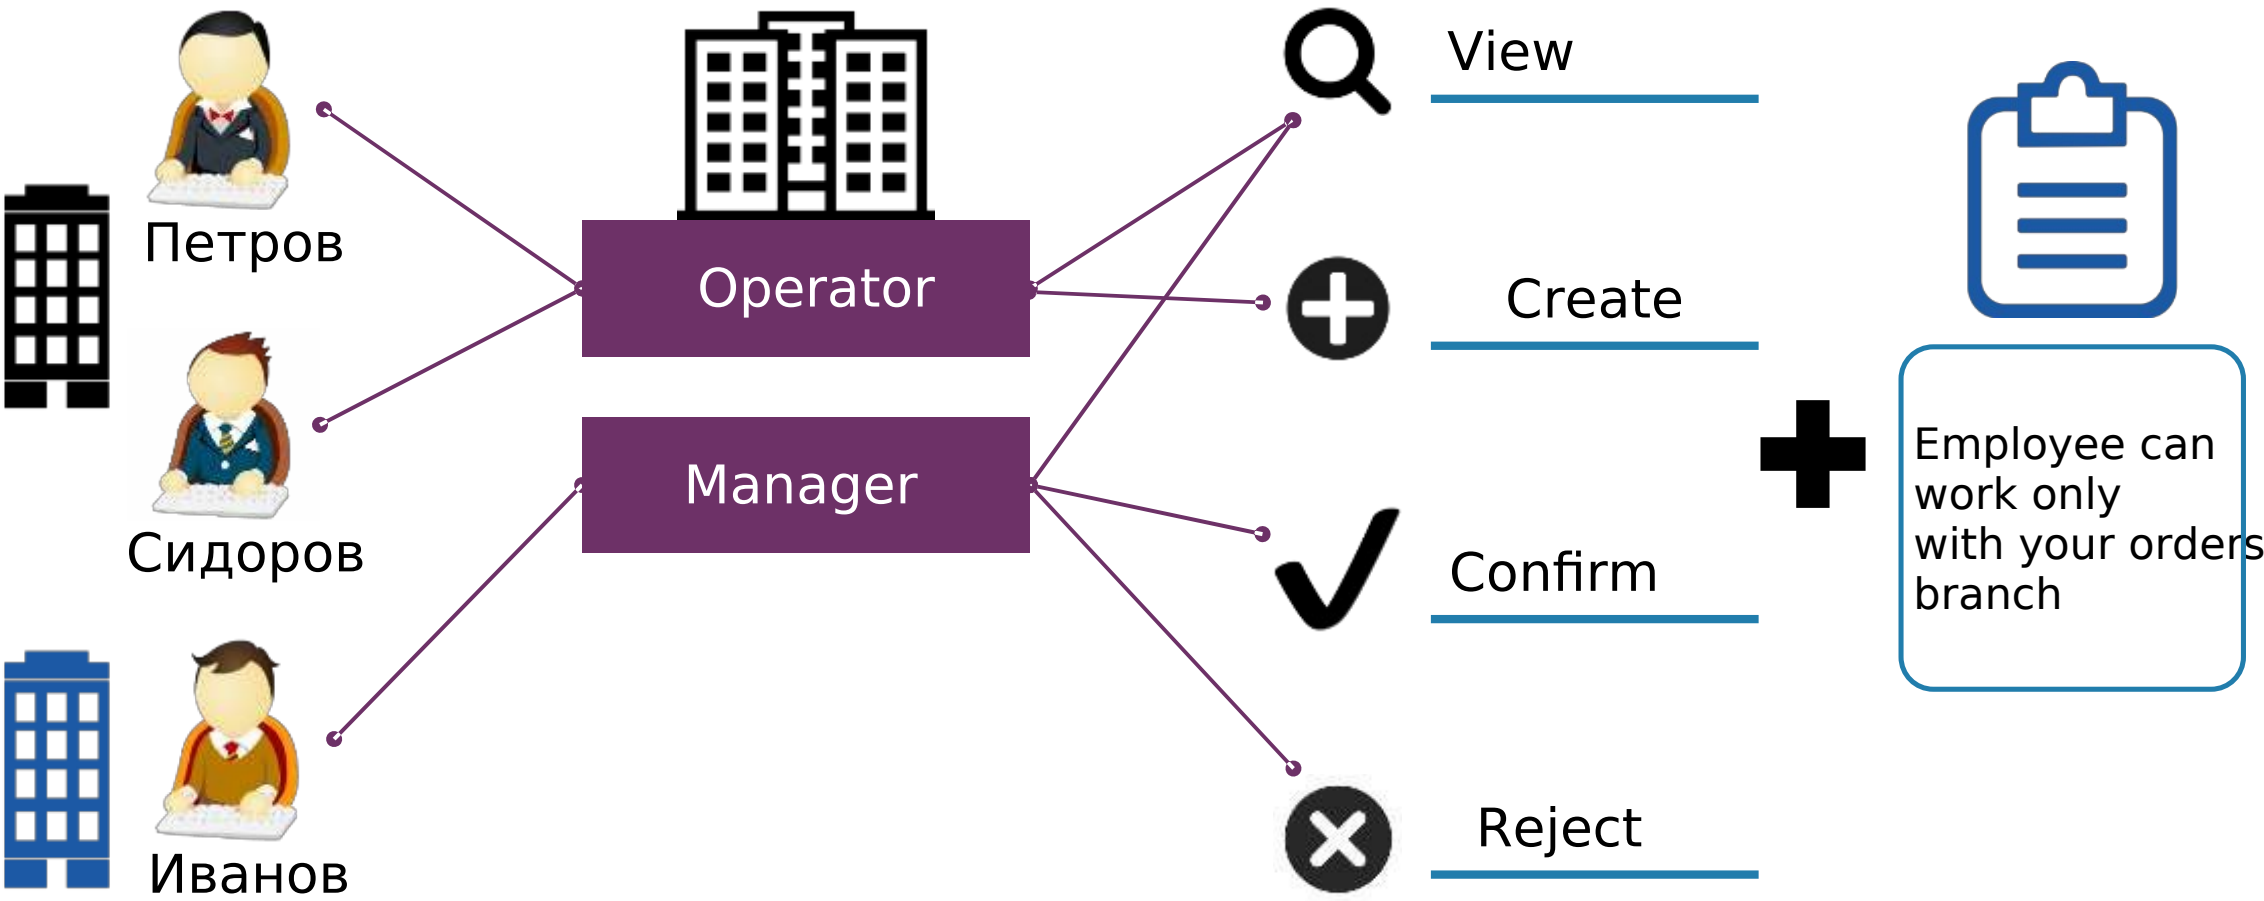 Петров
Сидоров
Иванов
Operator
Manager
View
Create
Confirm
Reject
Employee can
work only
with your orders
branch